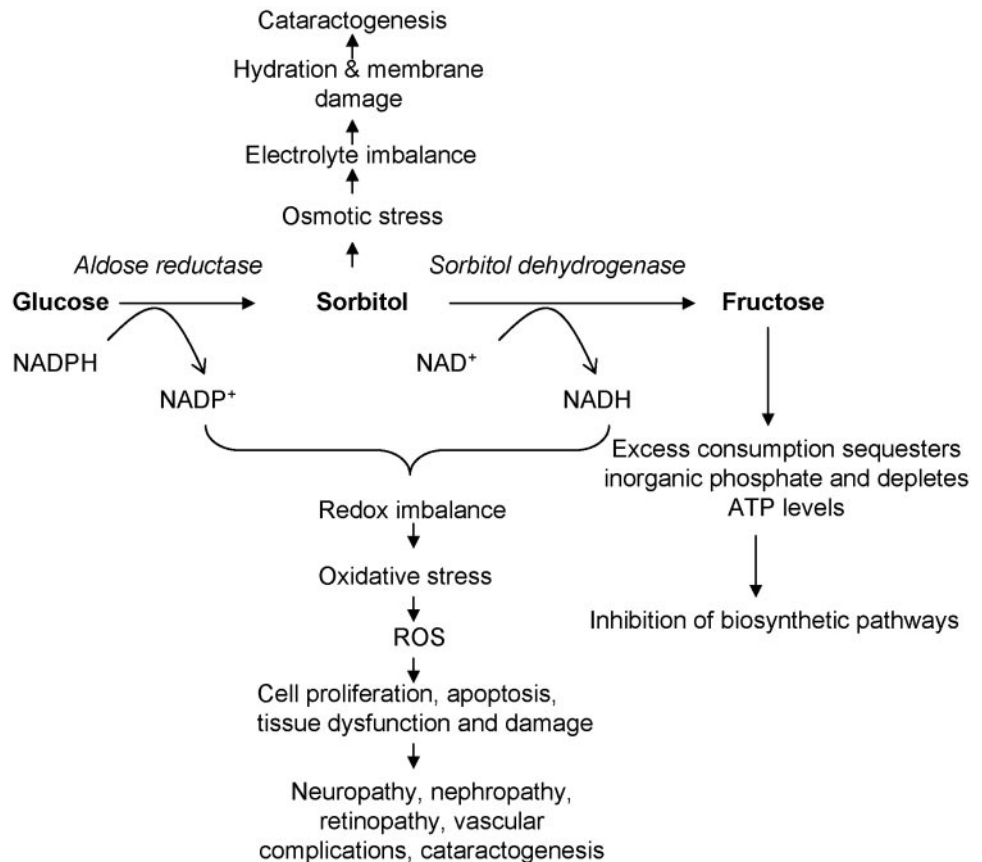 Cataractogenesis
Hydration & membrane
damage
Electrolyte imbalance
Osmotic stress
Aldose reductase
Sorbitol dehydrogenase
Glucose
Sorbitol
Fructose
NADPH
NADP⁺
NAD⁺
NADH
Excess consumption sequesters
inorganic phosphate and depletes
ATP levels
Inhibition of biosynthetic pathways
Redox imbalance
Oxidative stress
ROS
Cell proliferation, apoptosis,
tissue dysfunction and damage
Neuropathy, nephropathy,
retinopathy, vascular
complications, cataractogenesis